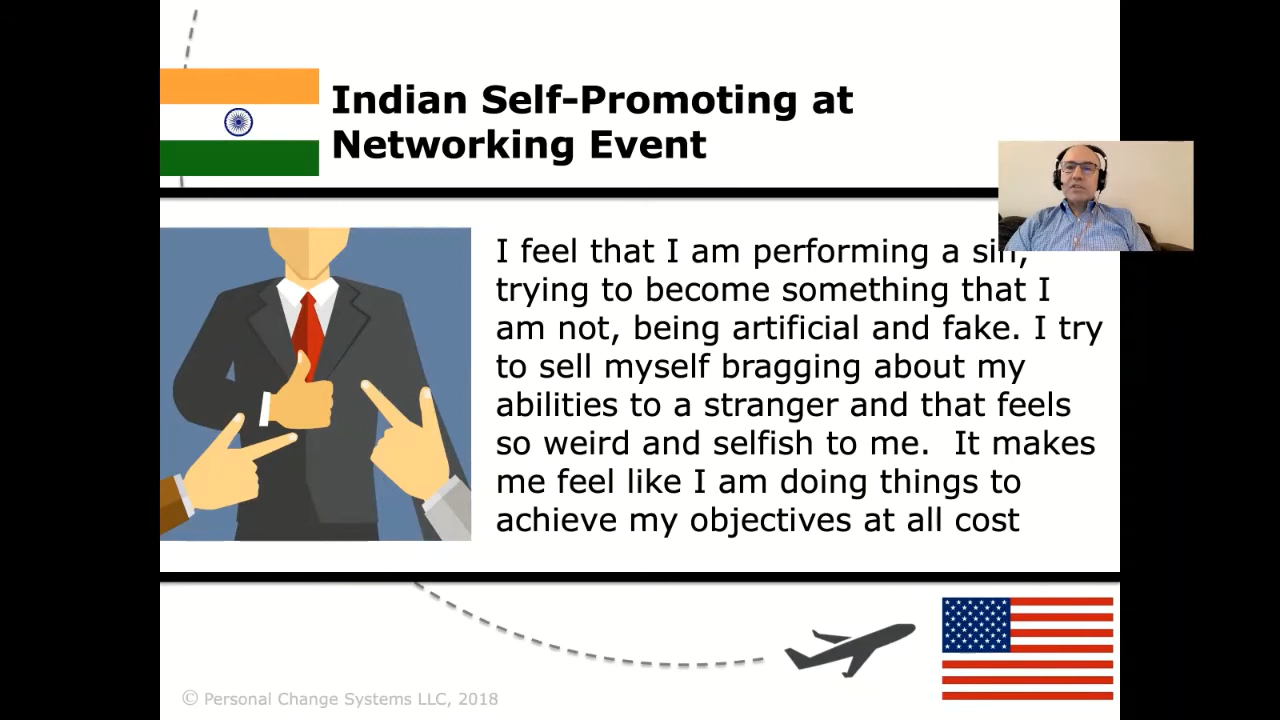 Indian Self-Promoting at
Networking Event
I feel that I am performing a sin,
trying to become something that I
am not, being artificial and fake. I try
to sell myself bragging about my
abilities to a stranger and that feels
so weird and selfish to me.  It makes
me feel like I am doing things to
achieve my objectives at all cost
© Personal Change Systems LLC, 2018